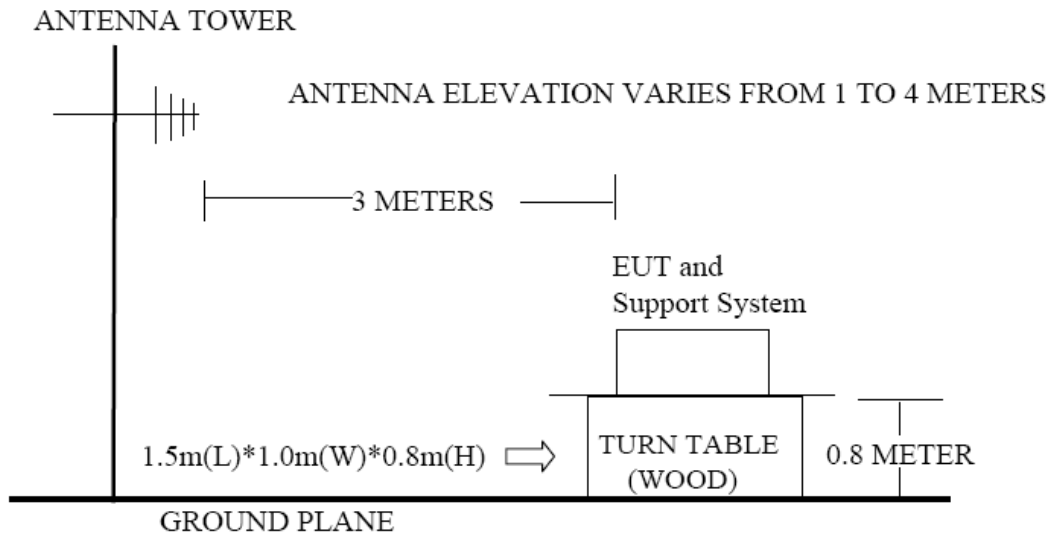 ANTENNA TOWER
ANTENNA ELEVATION VARIES FROM 1 TO 4 METERS
3 METERS
EUT and
Support System
1.5m(L)*1.0m(W)*0.8m(H)
TURN TABLE
(WOOD)
0.8 METER
GROUND PLANE